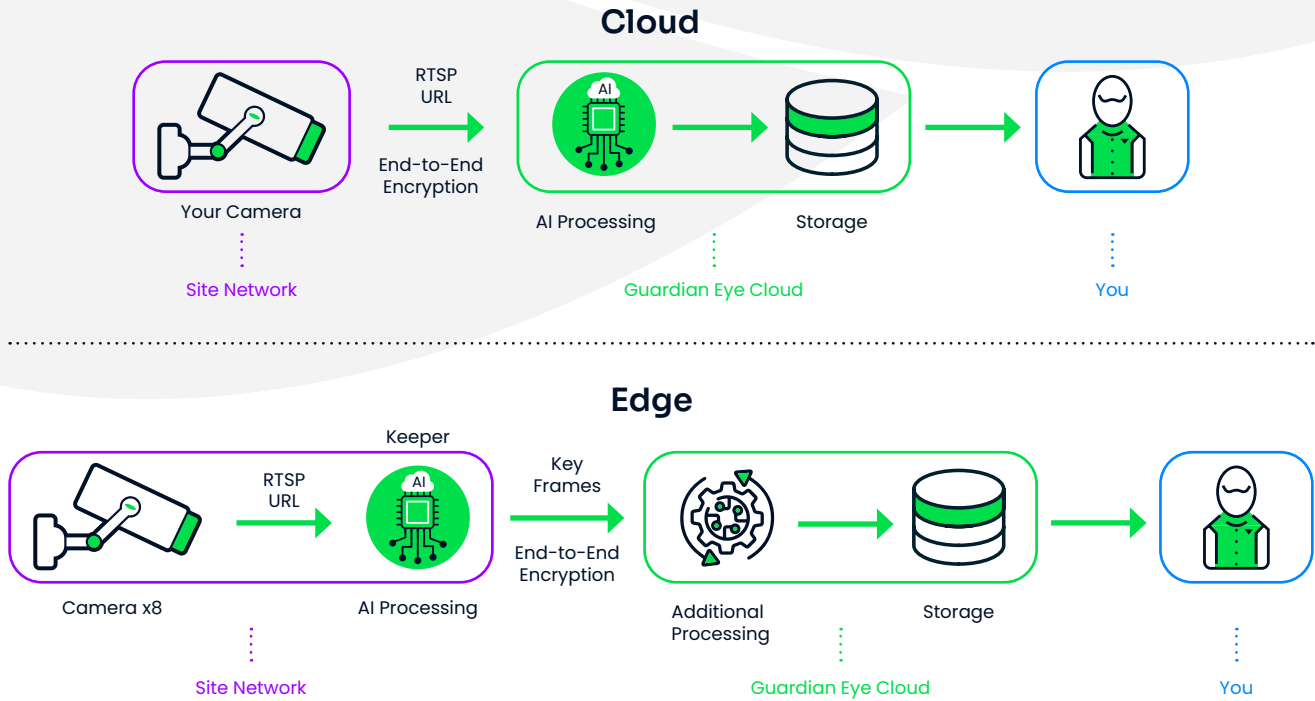 Cloud
RTSP
URL
AI
End-to-End
Encryption
Your Camera
AI Processing
Storage
Site Network
Guardian Eye Cloud
You
Edge
Keeper
RTSP
URL
AI
Key
Frames
End-to-End
Encryption
Camera x8
AI Processing
Additional
Processing
Storage
Site Network
Guardian Eye Cloud
You